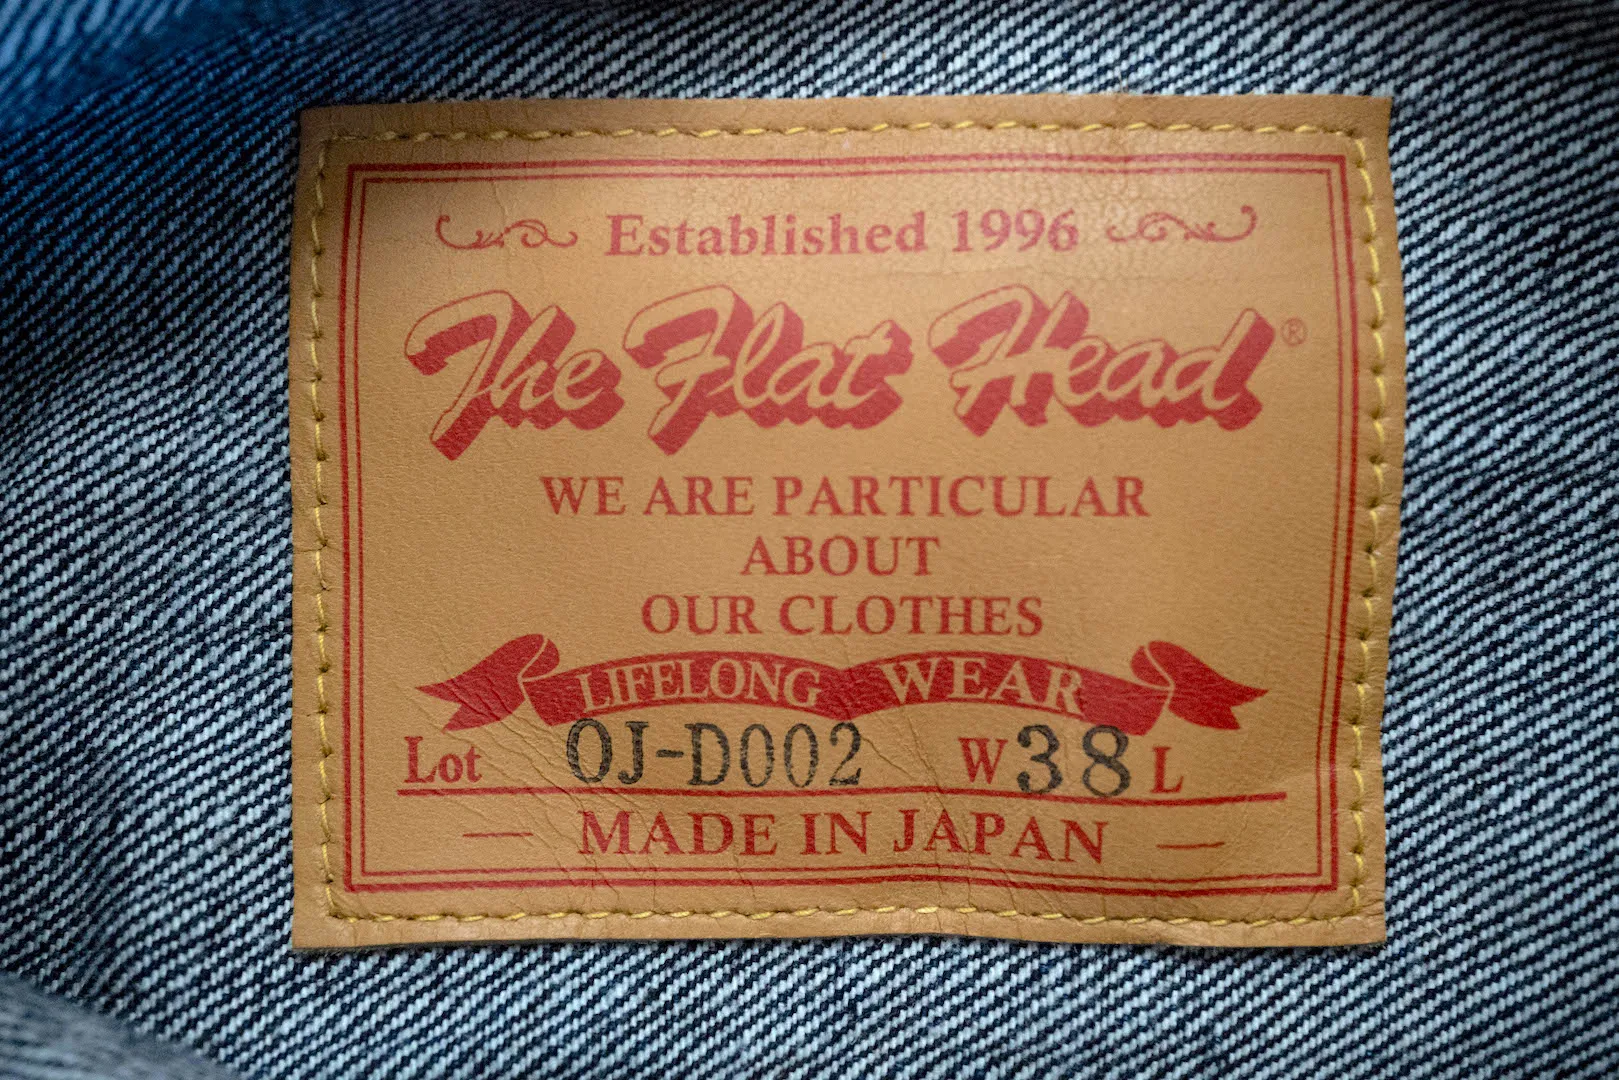 Established 1996
The Flat Head®
WE ARE PARTICULAR
ABOUT
OUR CLOTHES
LIFELONG WEAR
Lot OJ-D002 W 38 L
MADE IN JAPAN